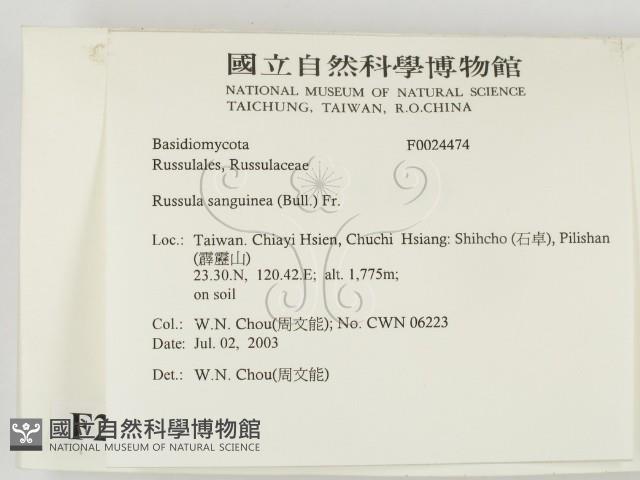 國立自然科學博物館
NATIONAL MUSEUM OF NATURAL SCIENCE
TAICHUNG, TAIWAN, R.O.CHINA
Basidiomycota F0024474
Russulales, Russulaceae
Russula sanguinea (Bull.) Fr.
Loc.: Taiwan. Chiayi Hsien, Chuchi Hsiang: Shihcho (石卓), Pilishan
(霹靂山)
23.30.N, 120.42.E; alt. 1,775m;
on soil
Col.: W.N. Chou(周文能); No. CWN 06223
Date: Jul. 02, 2003
Det.: W.N. Chou(周文能)
F2
國立自然科學博物館
NATIONAL MUSEUM OF NATURAL SCIENCE